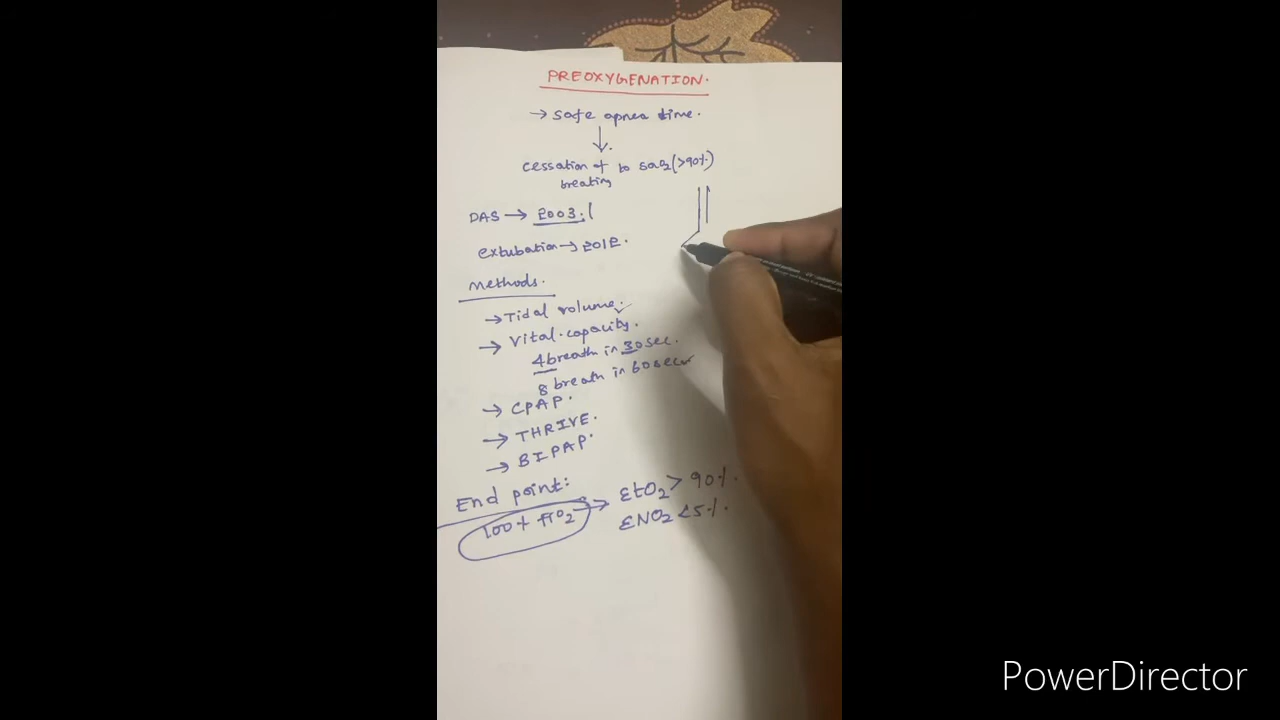 PREOXYGENATION.
→ safe apnea time.
↓
cessation of breating to SaO2 (>90%)
DAS → 2003.
extubation → 2012.
methods.
→ Tidal volume.
→ Vital capacity.
4 breath in 30 sec.
8 breath in 60 sec
→ CPAP.
→ THRIVE.
→ BIPAP.
End point:
100% FiO2 → EtO2 > 90%.
ENO2 < 5%.
PowerDirector